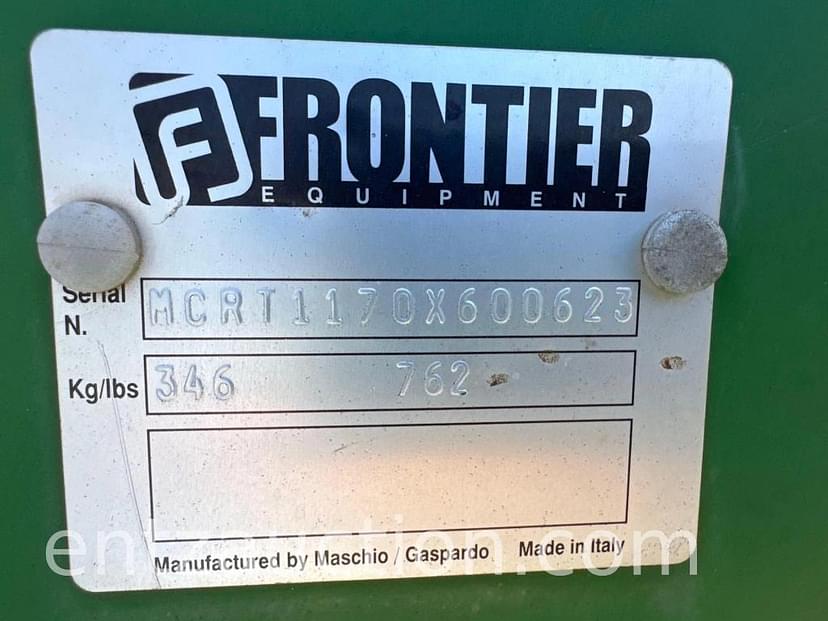 FRONTIER
EQUIPMENT
Serial N. MCRT1170X600623
Kg/lbs 346 762
Manufactured by Maschio / Gaspardo Made in Italy